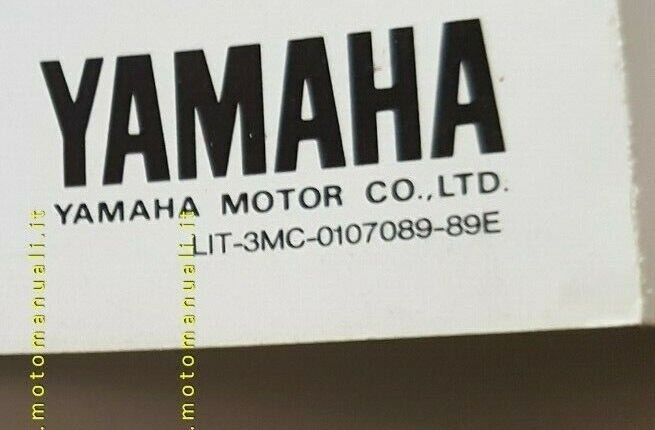 YAMAHA
YAMAHA MOTOR CO.,LTD.
LIT-3MC-0107089-89E
.motomanuali.it
.motomanuali.it